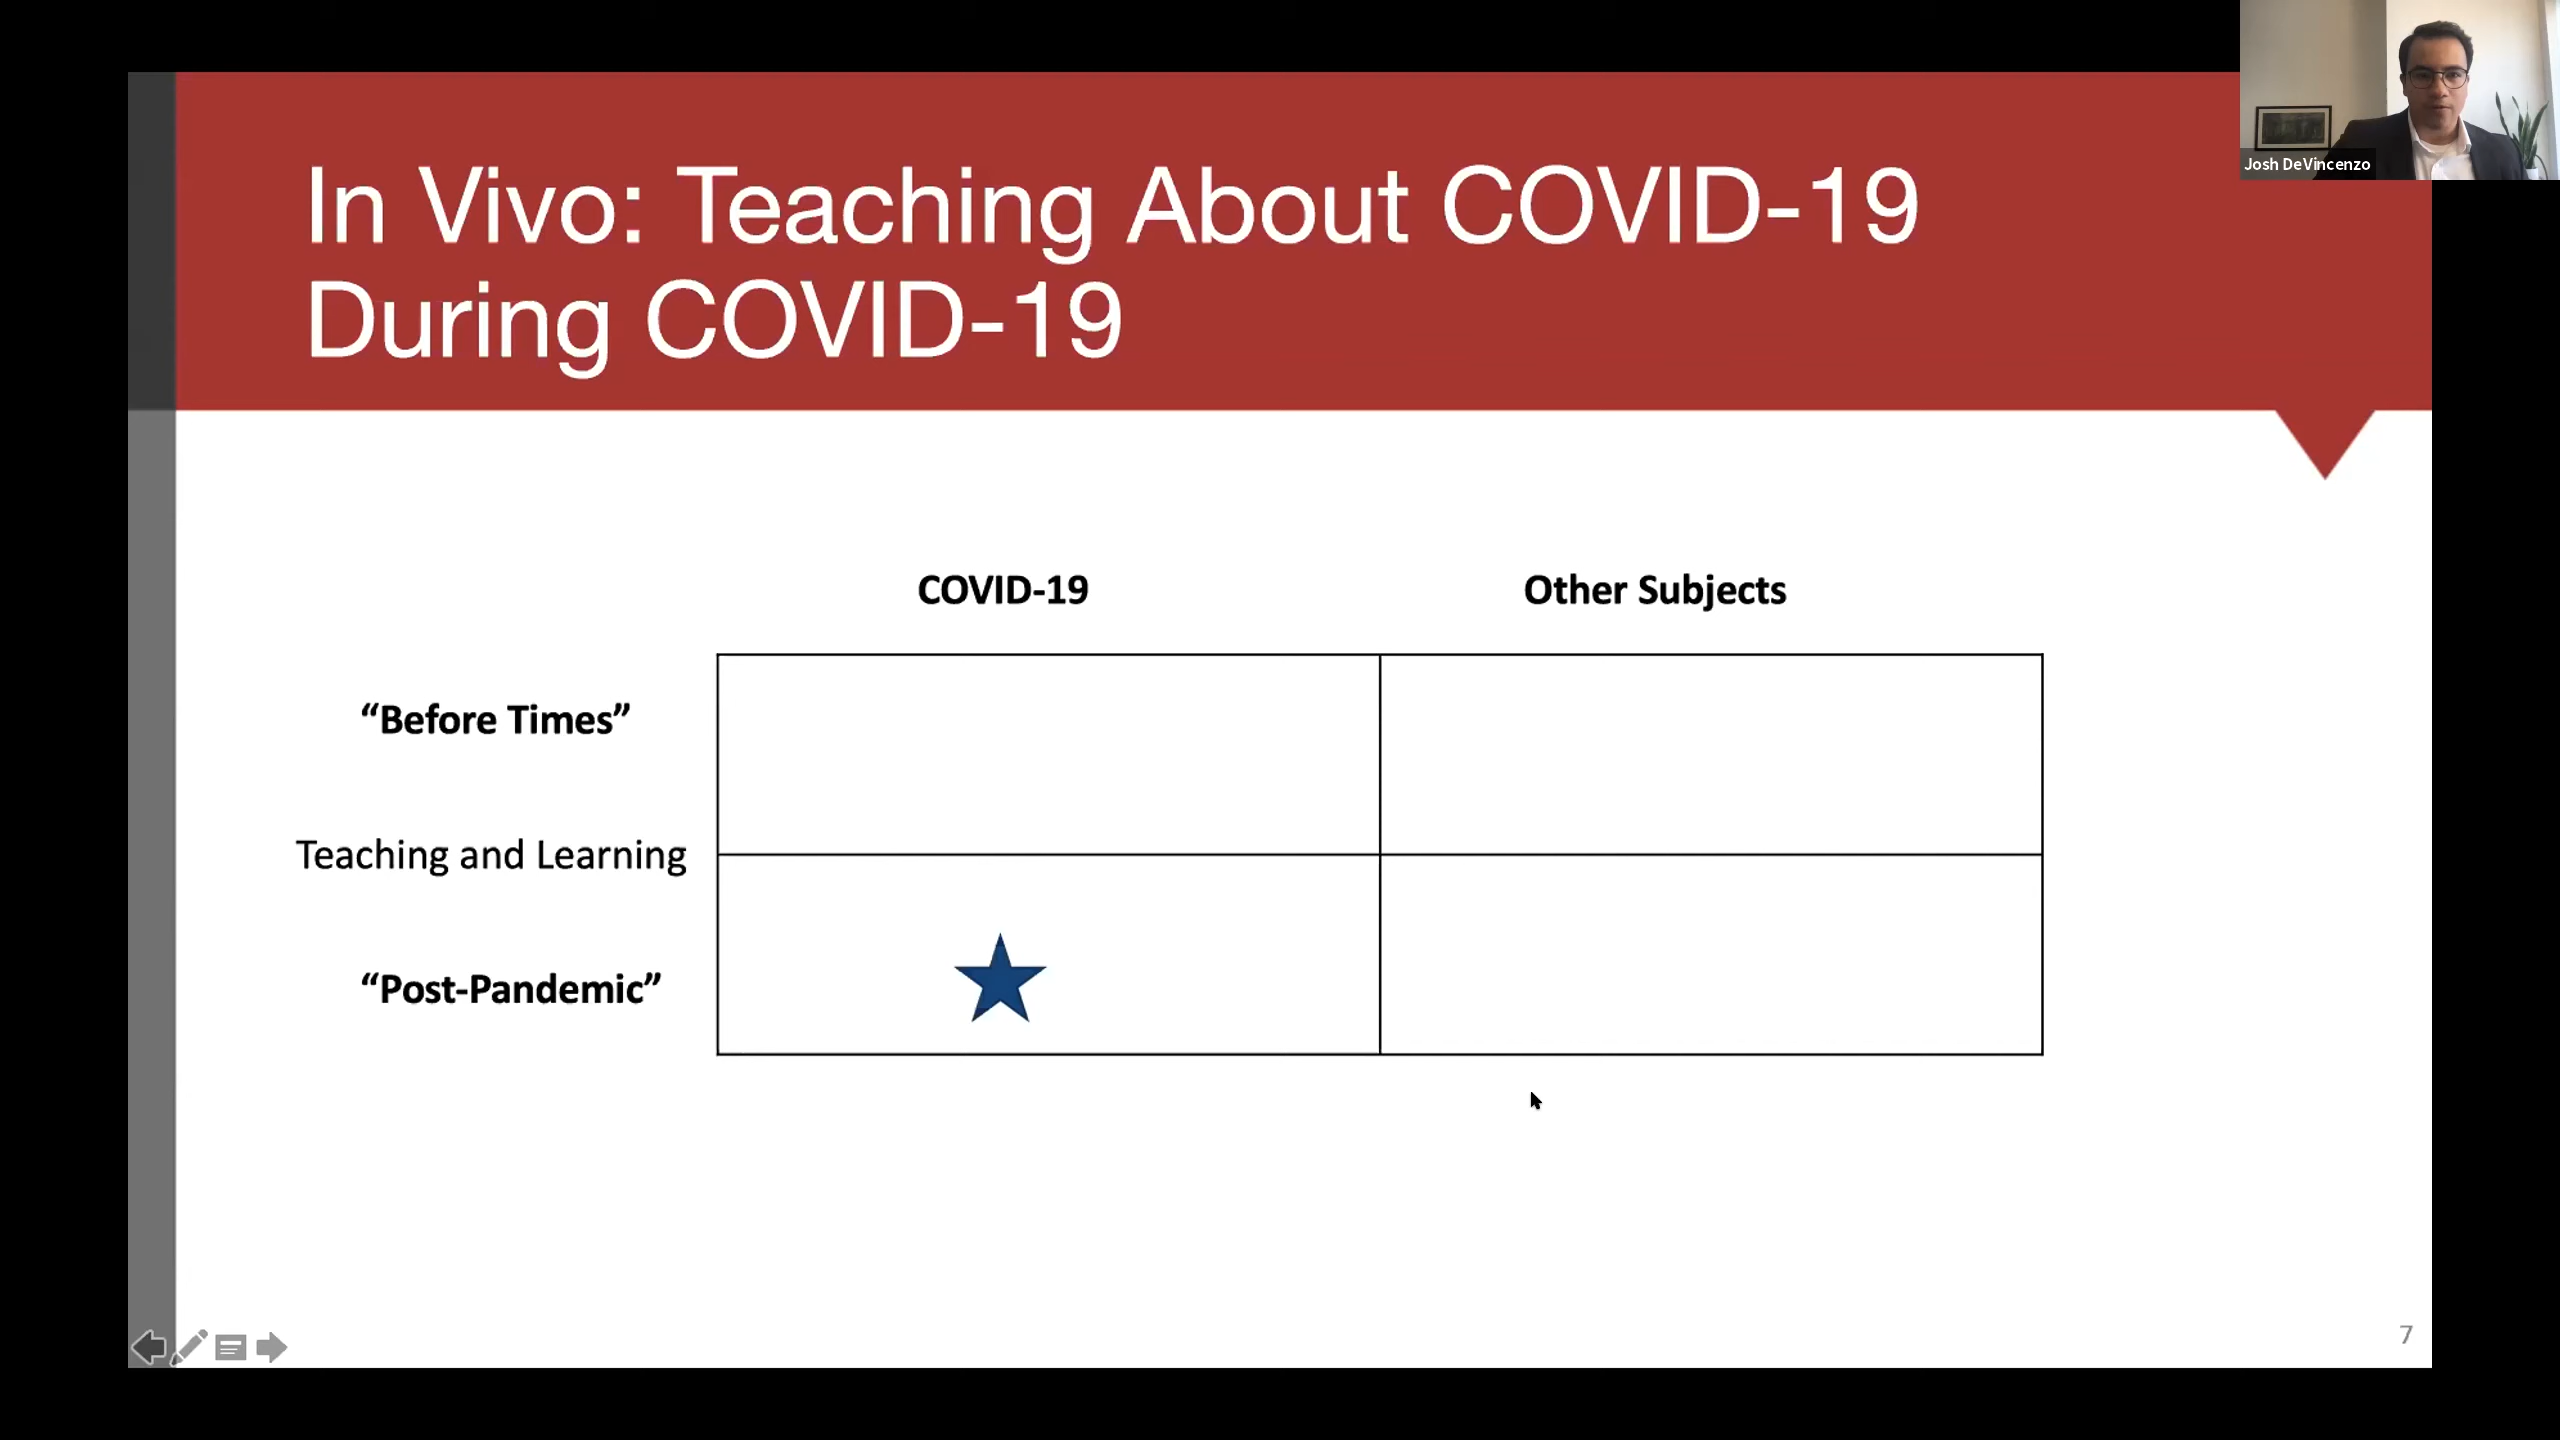 Josh DeVincenzo
In Vivo: Teaching About COVID-19
During COVID-19
COVID-19 Other Subjects
“Before Times”
Teaching and Learning
“Post-Pandemic”
7